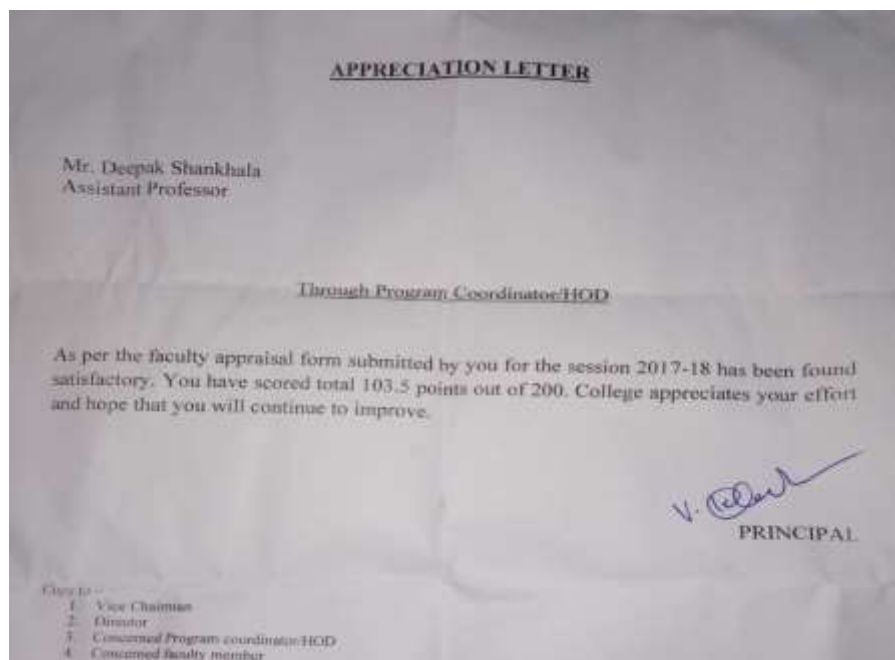 APPRECIATION LETTER
Mr. Deepak Shankhala
Assistant Professor
Through Program Coordinator/HOD
As per the faculty appraisal form submitted by you for the session 2017-18 has been found
satisfactory. You have scored total 103.5 points out of 200. College appreciates your effort
and hope that you will continue to improve.
V.
PRINCIPAL
Copy to –
1. Vice Chairman
2. Director
3. Concerned Program coordinator/HOD
4. Concerned faculty member